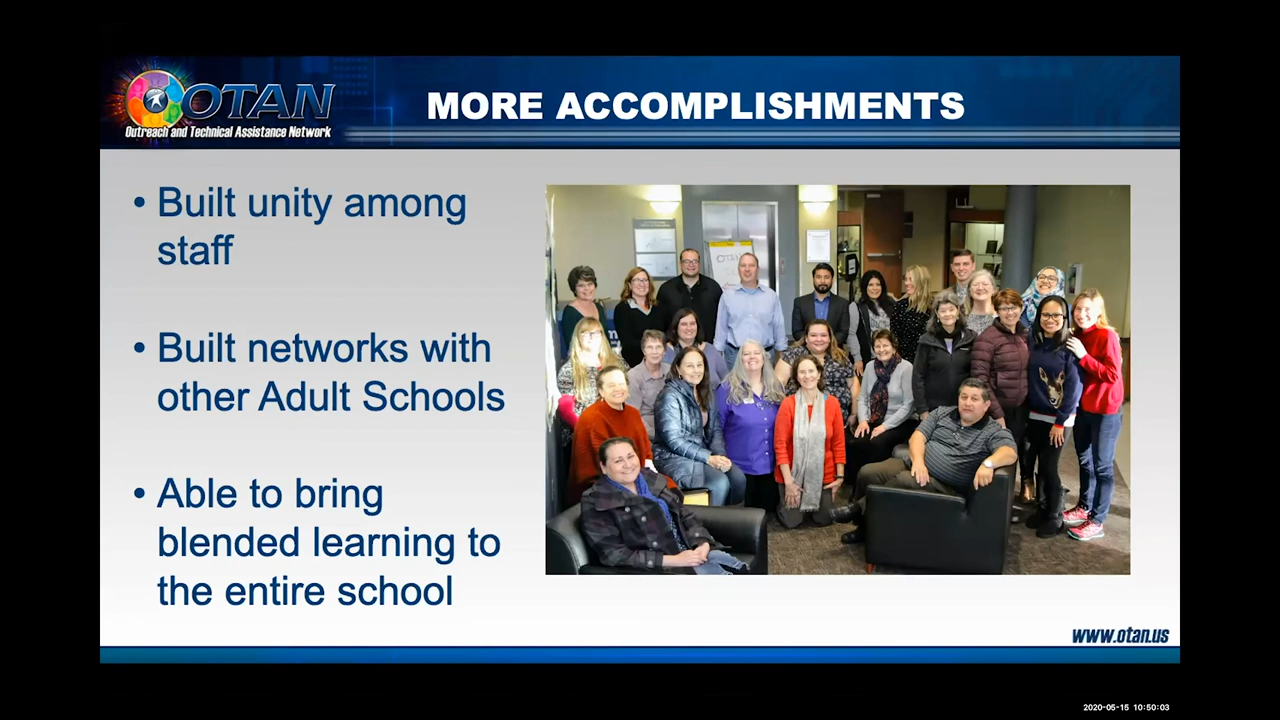 OTAN
Outreach and Technical Assistance Network
MORE ACCOMPLISHMENTS
• Built unity among
staff
• Built networks with
other Adult Schools
• Able to bring
blended learning to
the entire school
OTAN
www.otan.us
2020-05-15 10:50:03